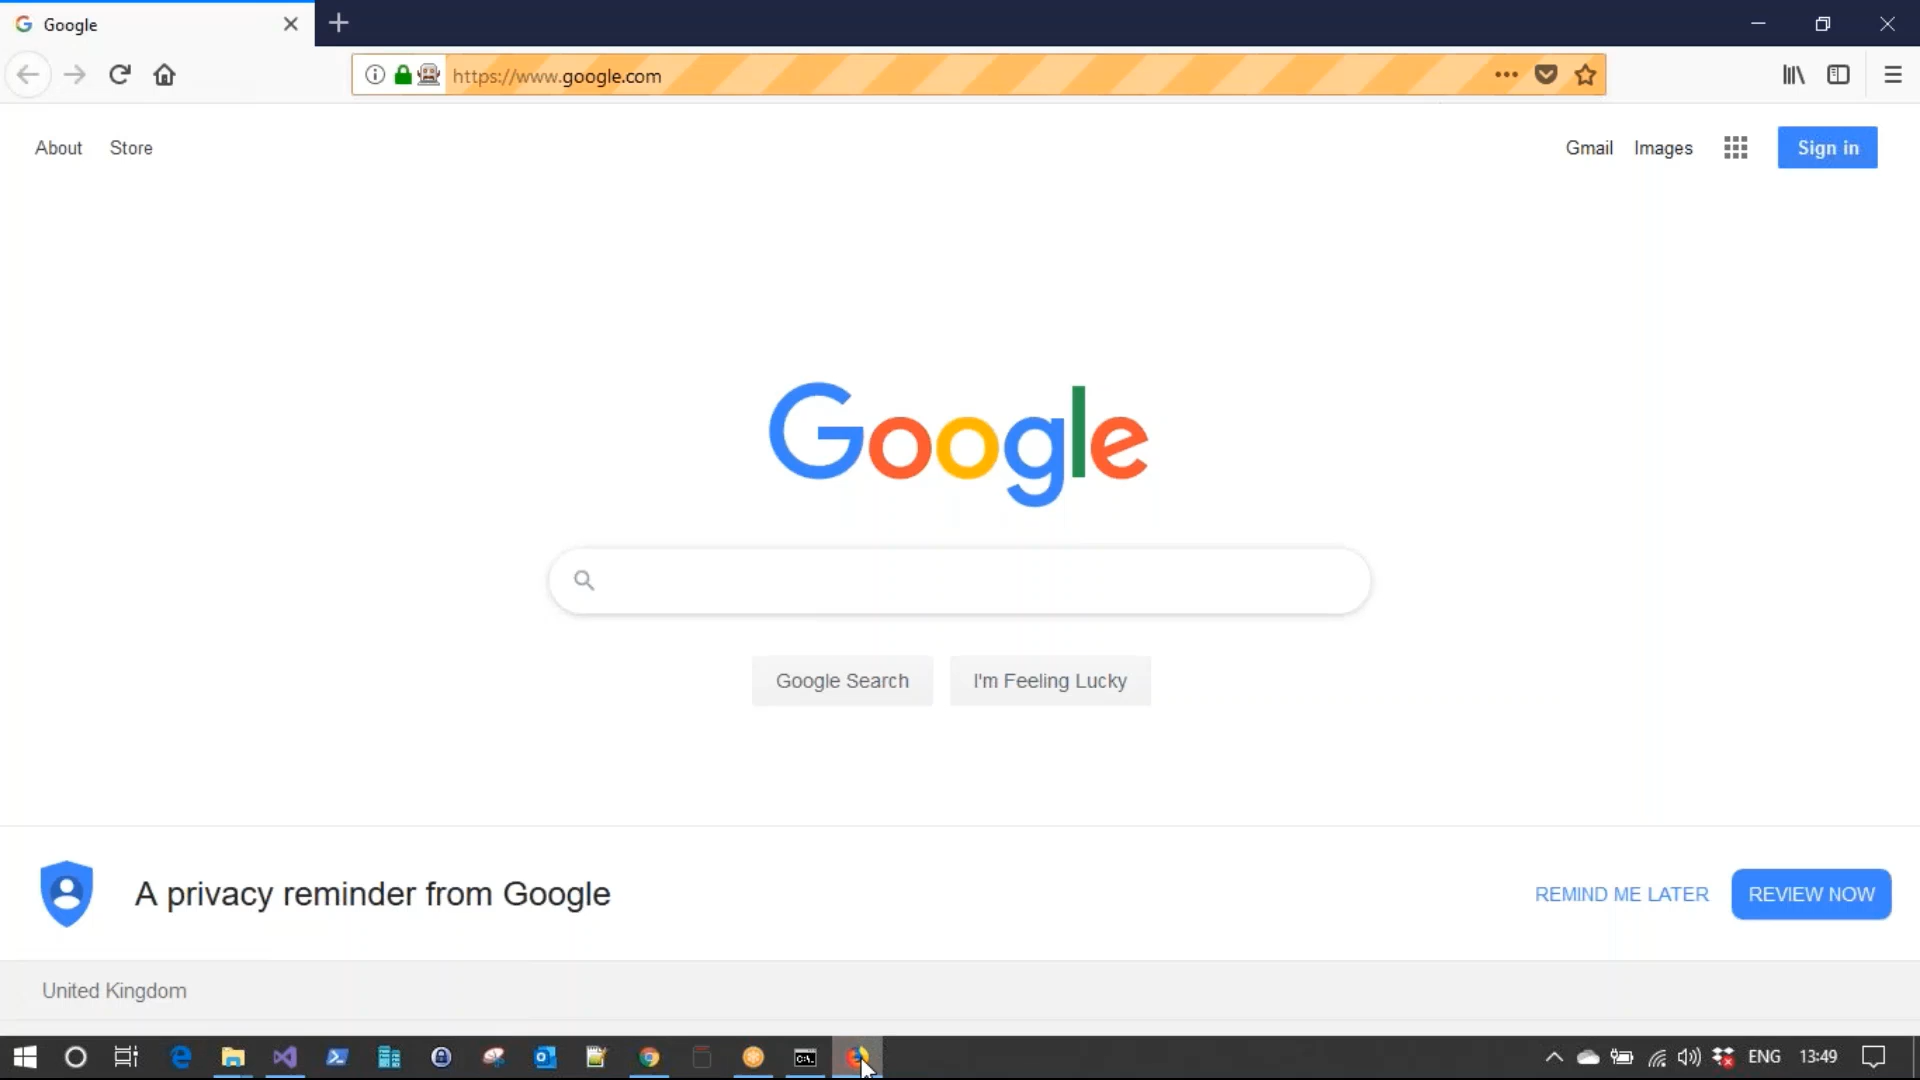 Google
https://www.google.com
About Store
Gmail Images Sign in
Google
Google Search I'm Feeling Lucky
A privacy reminder from Google
REMIND ME LATER REVIEW NOW
United Kingdom
ENG 13:49